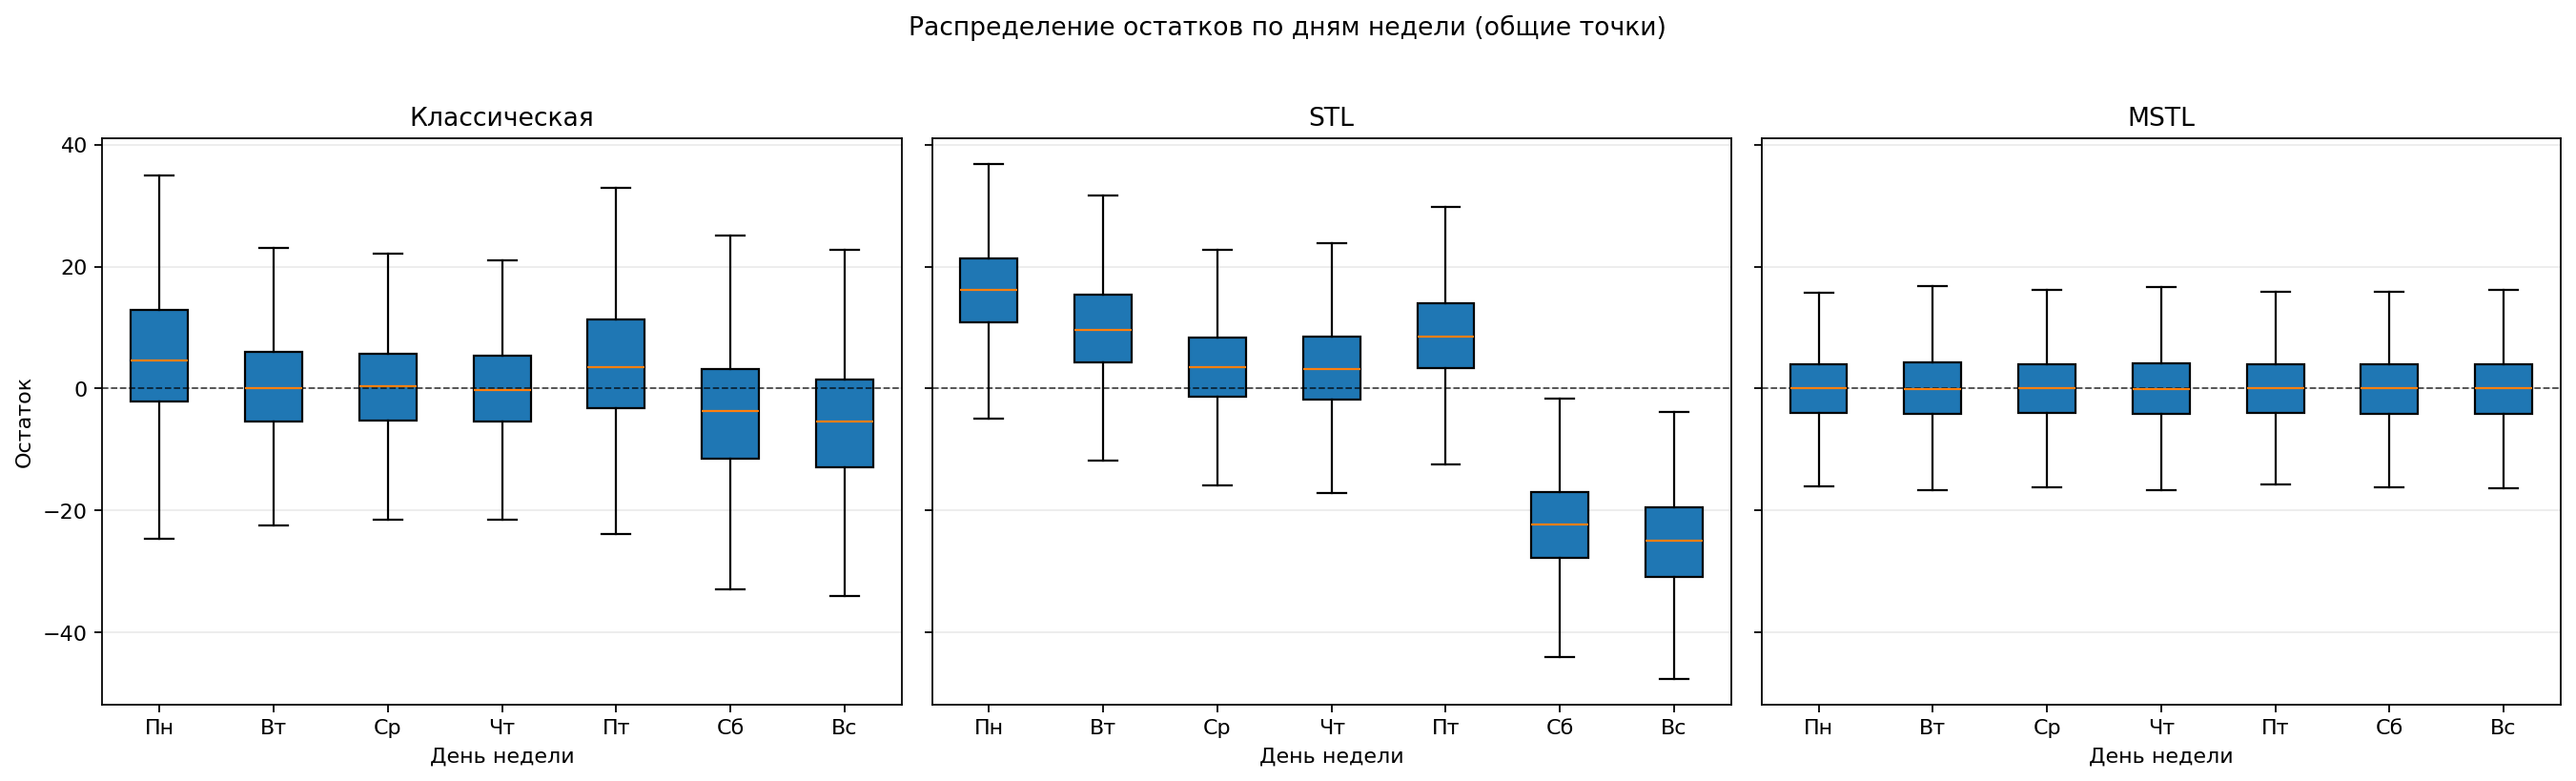 Распределение остатков по дням недели (общие точки)
Классическая
STL
MSTL
Остаток
40
20
0
−20
−40
Пн Вт Ср Чт Пт Сб Вс
День недели
Пн Вт Ср Чт Пт Сб Вс
День недели
Пн Вт Ср Чт Пт Сб Вс
День недели